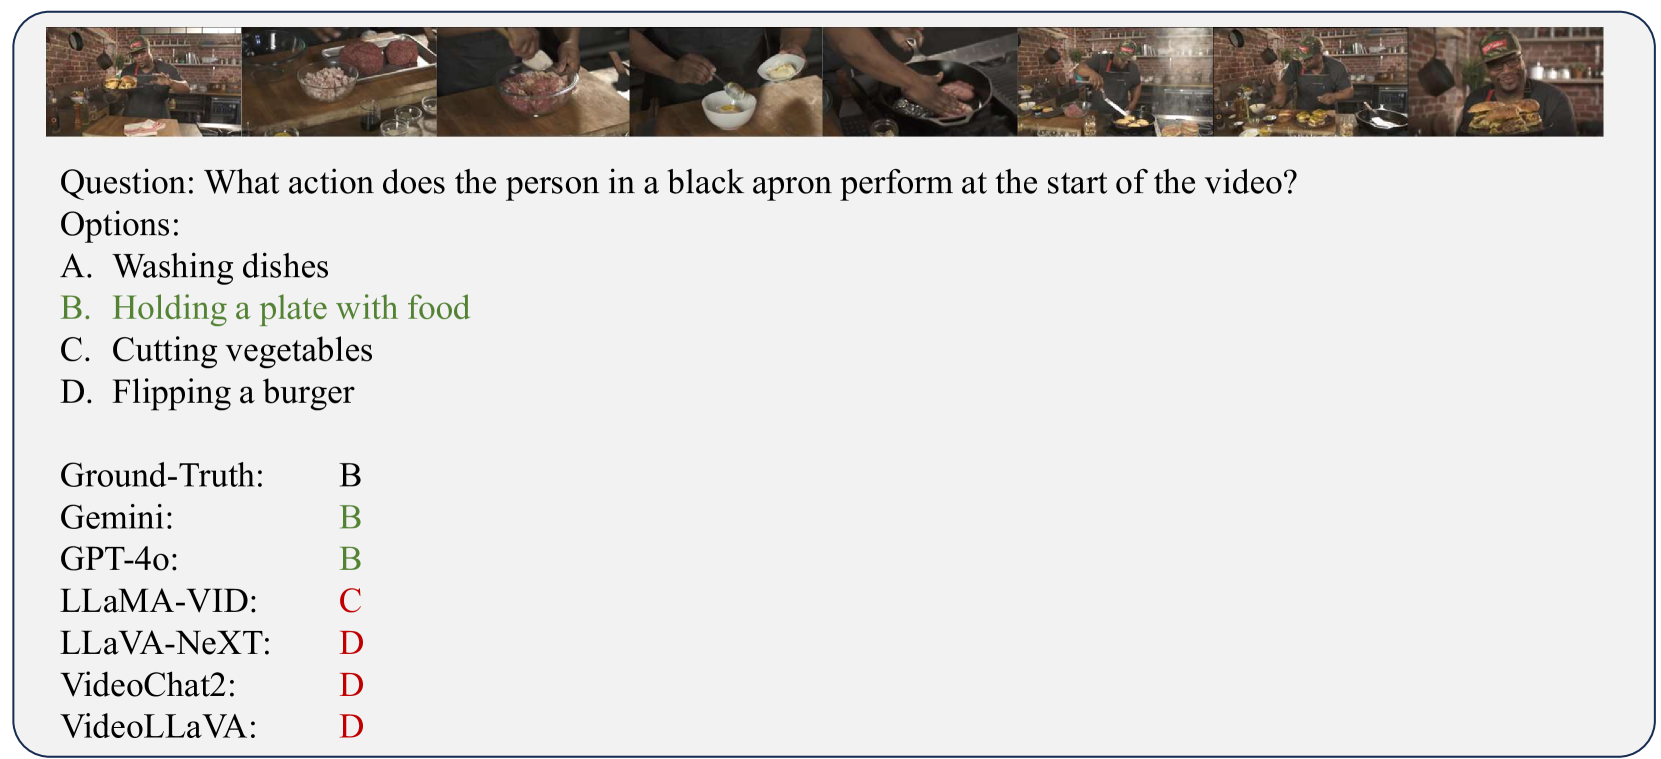 Question: What action does the person in a black apron perform at the start of the video?
Options:
A. Washing dishes
B. Holding a plate with food
C. Cutting vegetables
D. Flipping a burger
Ground-Truth: B
Gemini: B
GPT-4o: B
LLaMA-VID: C
LLaVA-NeXT: D
VideoChat2: D
VideoLLaVA: D